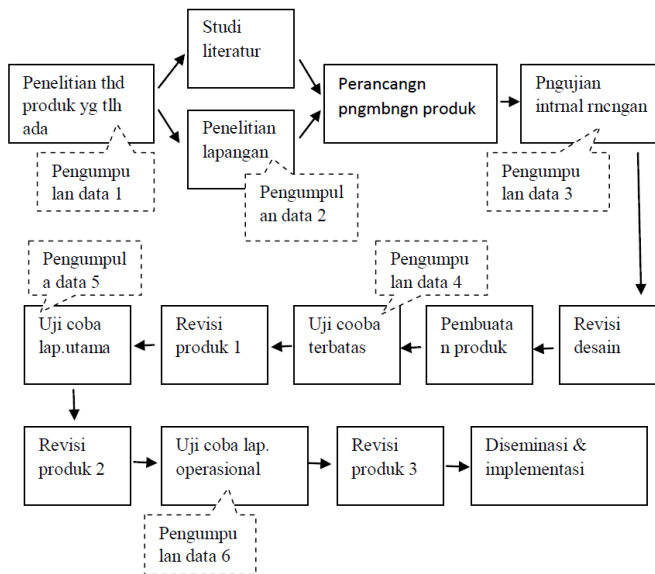 Studi
literatur
Penelitian thd
produk yg tlh
ada
Perancangn
pngmbngn produk
Pngujian
intrnal rncngan
Penelitian
lapangan
Pengumpu
lan data 1
Pengumpul
an data 2
Pengumpu
lan data 3
Pengumpul
a data 5
Pengumpu
lan data 4
Uji coba
lap.utama
Revisi
produk 1
Uji cooba
terbatas
Pembuata
n produk
Revisi
desain
Revisi
produk 2
Uji coba lap.
operasional
Revisi
produk 3
Diseminasi &
implementasi
Pengumpu
lan data 6